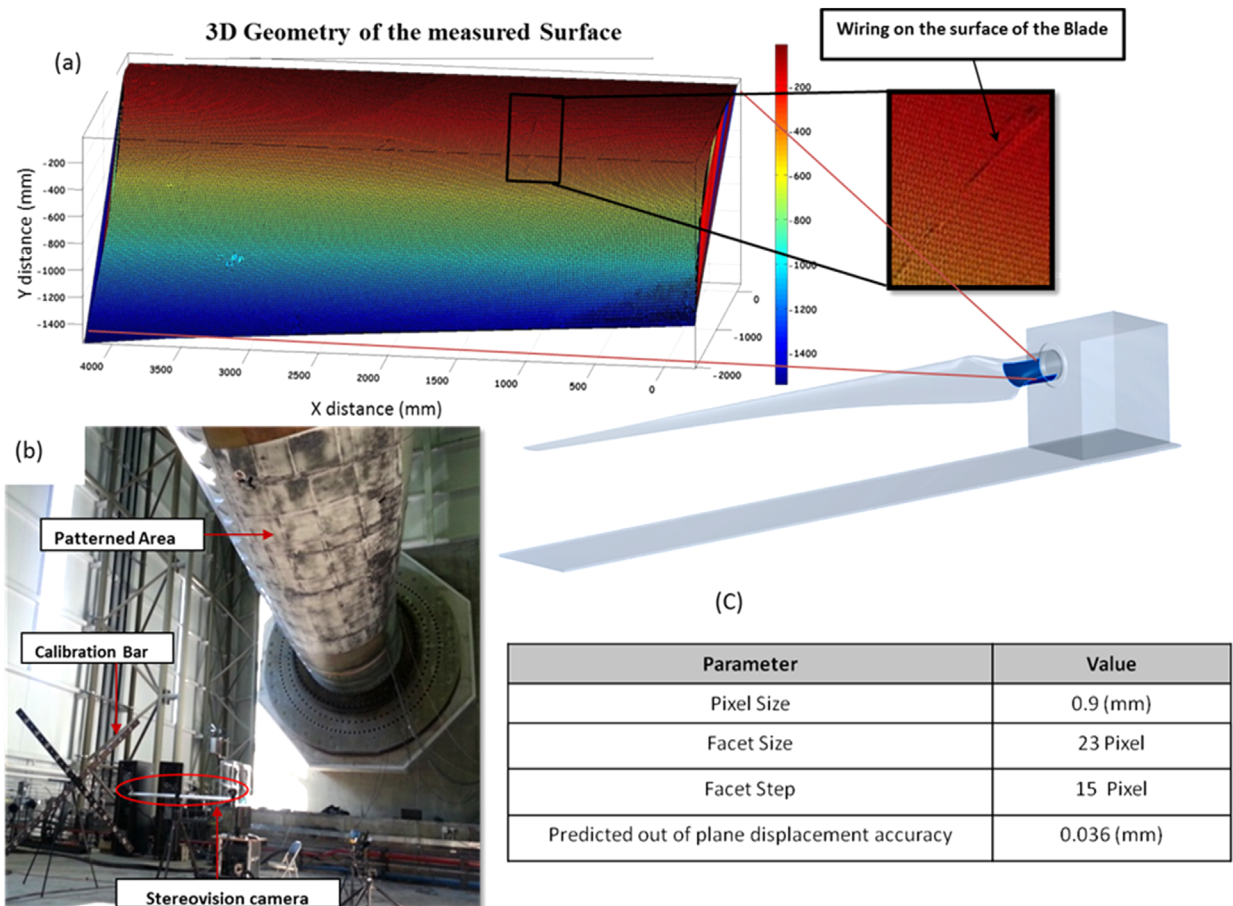 3D Geometry of the measured Surface
Wiring on the surface of the Blade
(a)
-200
-400
-600
-800
-1000
-1200
-1400
Y distance (mm)
4000
3500
3000
2500
2000
1500
1000
500
0
X distance (mm)
0
-1000
-2000
-200
-400
-600
-800
-1000
-1200
-1400
(b)
Patterned Area
Calibration Bar
Stereovision camera
(C)
Parameter Value
Pixel Size 0.9 (mm)
Facet Size 23 Pixel
Facet Step 15 Pixel
Predicted out of plane displacement accuracy 0.036 (mm)